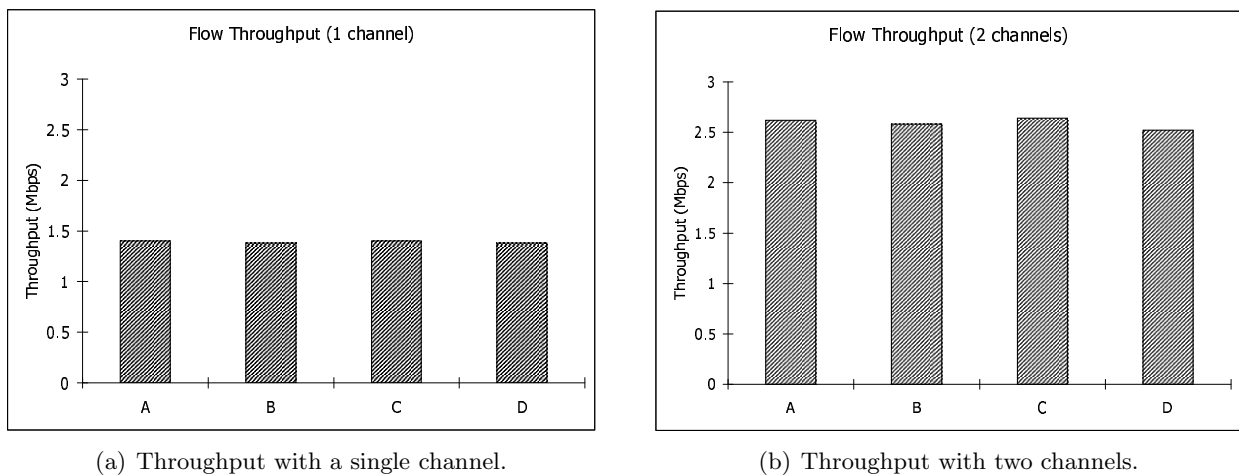 Flow Throughput (1 channel)
Throughput (Mbps)
3
2.5
2
1.5
1
0.5
0
A B C D
(a) Throughput with a single channel.
Flow Throughput (2 channels)
Throughput (Mbps)
3
2.5
2
1.5
1
0.5
0
A B C D
(b) Throughput with two channels.